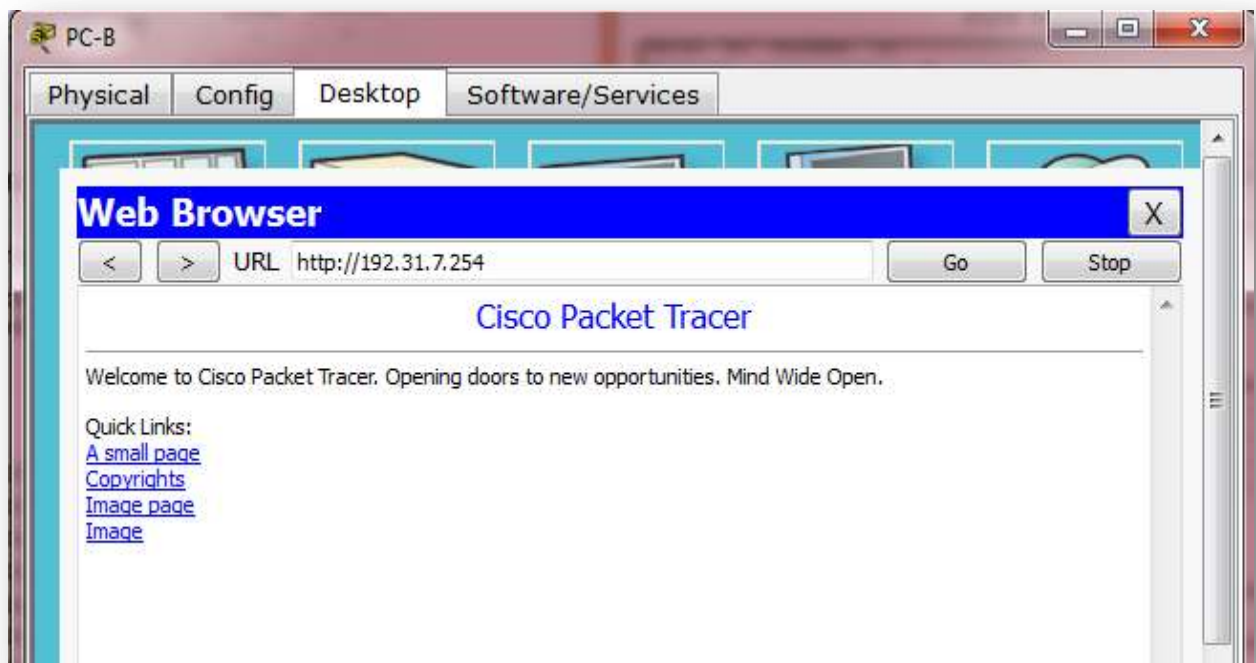 PC-B
Physical Config Desktop Software/Services
Web Browser X
< > URL http://192.31.7.254 Go Stop
Cisco Packet Tracer
Welcome to Cisco Packet Tracer. Opening doors to new opportunities. Mind Wide Open.
Quick Links:
A small page
Copyrights
Image page
Image